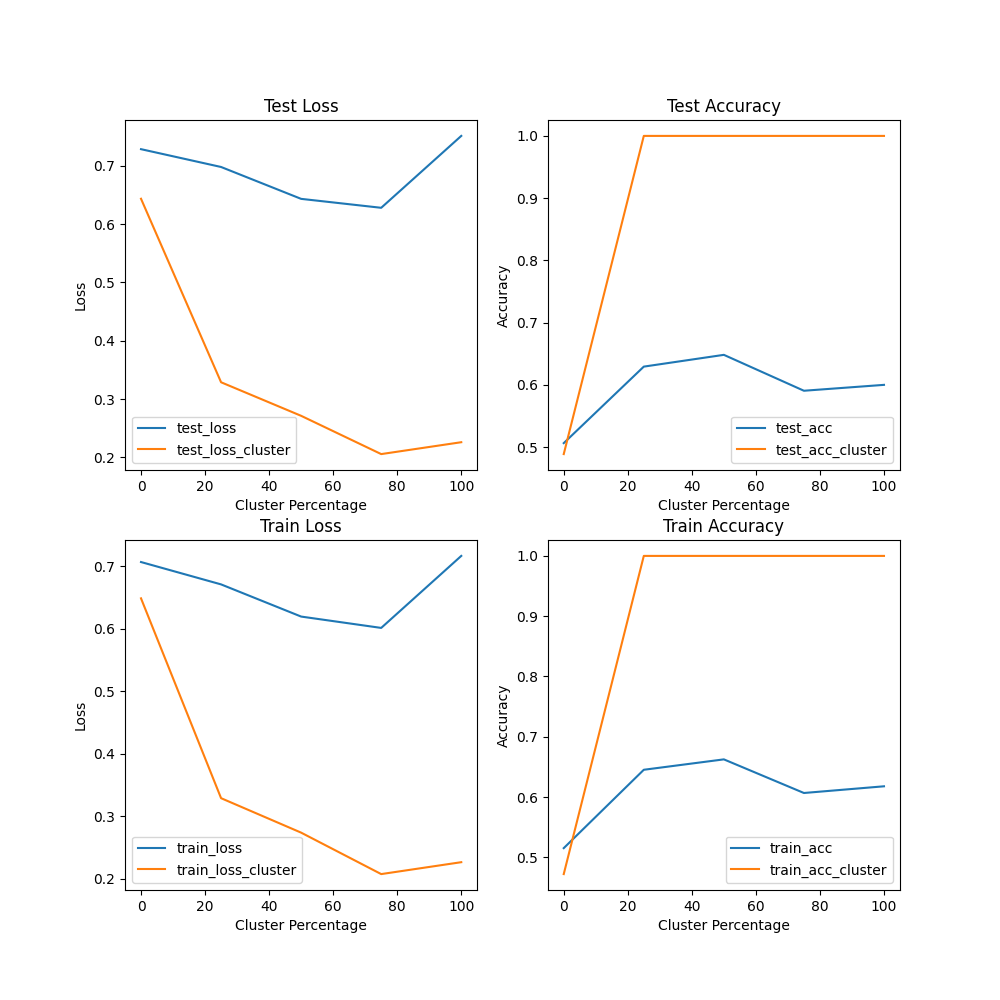 Test Loss
Loss
0.7
0.6
0.5
0.4
0.3
0.2
test_loss
test_loss_cluster
0 20 40 60 80 100
Cluster Percentage
Test Accuracy
Accuracy
1.0
0.9
0.8
0.7
0.6
0.5
test_acc
test_acc_cluster
0 20 40 60 80 100
Cluster Percentage
Train Loss
Loss
0.7
0.6
0.5
0.4
0.3
0.2
train_loss
train_loss_cluster
0 20 40 60 80 100
Cluster Percentage
Train Accuracy
Accuracy
1.0
0.9
0.8
0.7
0.6
0.5
train_acc
train_acc_cluster
0 20 40 60 80 100
Cluster Percentage